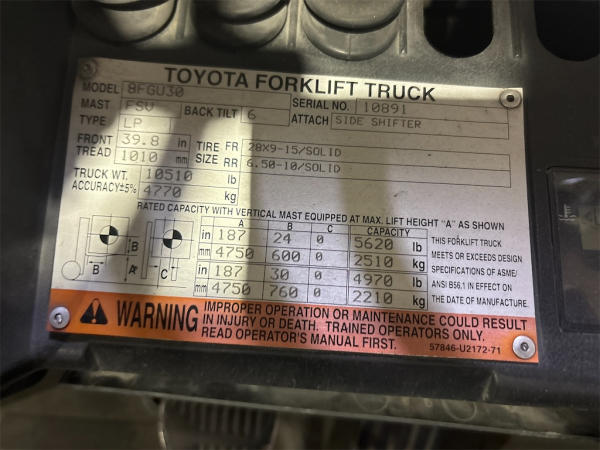 TOYOTA FORKLIFT TRUCK
MODEL 8FGU30 SERIAL NO. 10891
MAST FSV BACK TILT 6 ATTACH SIDE SHIFTER
TYPE LP
FRONT 39.8 in TIRE FR 28X9-15/SOLID
TREAD 1010 mm SIZE RR 6.50-10/SOLID
TRUCK WT. 10510 lb
ACCURACY±5% 4770 kg
RATED CAPACITY WITH VERTICAL MAST EQUIPPED AT MAX. LIFT HEIGHT "A" AS SHOWN
A B C CAPACITY
in 187 24 0 5620 lb THIS FORKLIFT TRUCK
mm 4750 600 0 2510 kg MEETS OR EXCEEDS DESIGN
SPECIFICATIONS OF ASME/
in 187 30 0 4970 lb ANSI B56.1 IN EFFECT ON
mm 4750 760 0 2210 kg THE DATE OF MANUFACTURE.
B B A C
WARNING IMPROPER OPERATION OR MAINTENANCE COULD RESULT
IN INJURY OR DEATH. TRAINED OPERATORS ONLY.
READ OPERATOR'S MANUAL FIRST. 57846-U2172-71